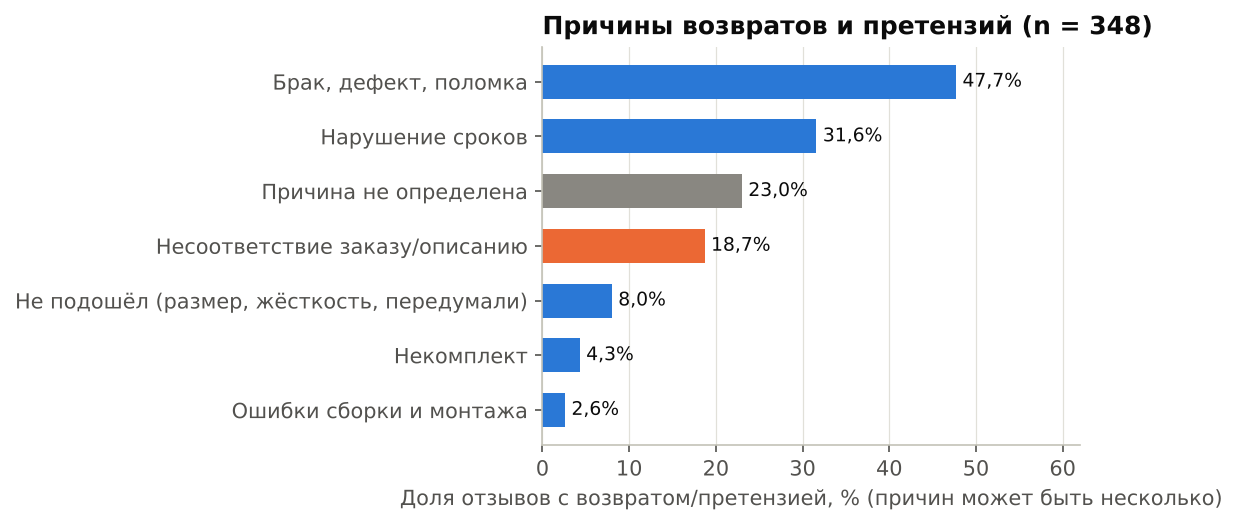 Причины возвратов и претензий (n = 348)
Брак, дефект, поломка 47,7%
Нарушение сроков 31,6%
Причина не определена 23,0%
Несоответствие заказу/описанию 18,7%
Не подошёл (размер, жёсткость, передумали) 8,0%
Некомплект 4,3%
Ошибки сборки и монтажа 2,6%
0 10 20 30 40 50 60
Доля отзывов с возвратом/претензией, % (причин может быть несколько)